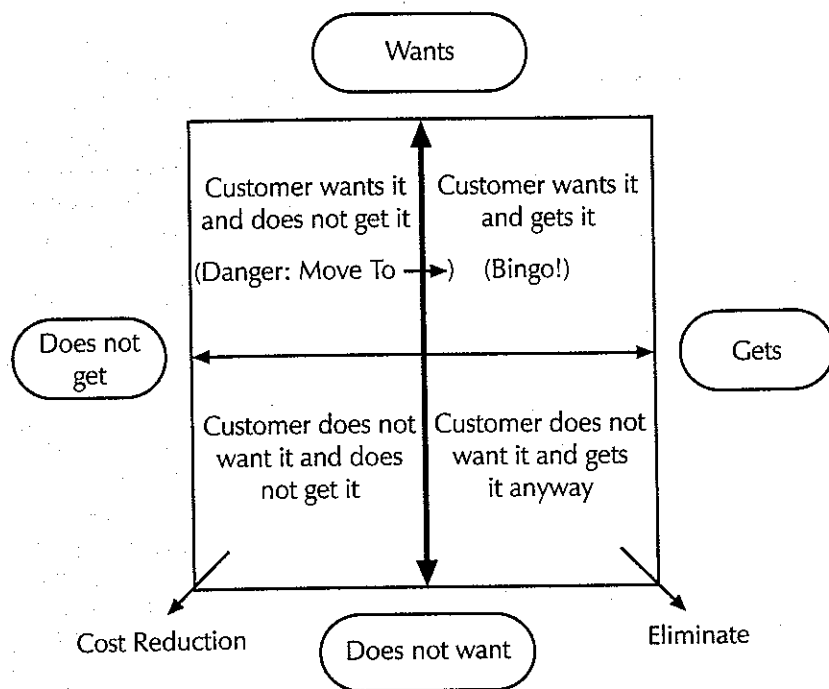 Wants
Customer wants it
and does not get it
(Danger: Move To →)
Customer wants it
and gets it
(Bingo!)
Does not
get
Gets
Customer does not
want it and does
not get it
Customer does not
want it and gets
it anyway
Cost Reduction
Does not want
Eliminate